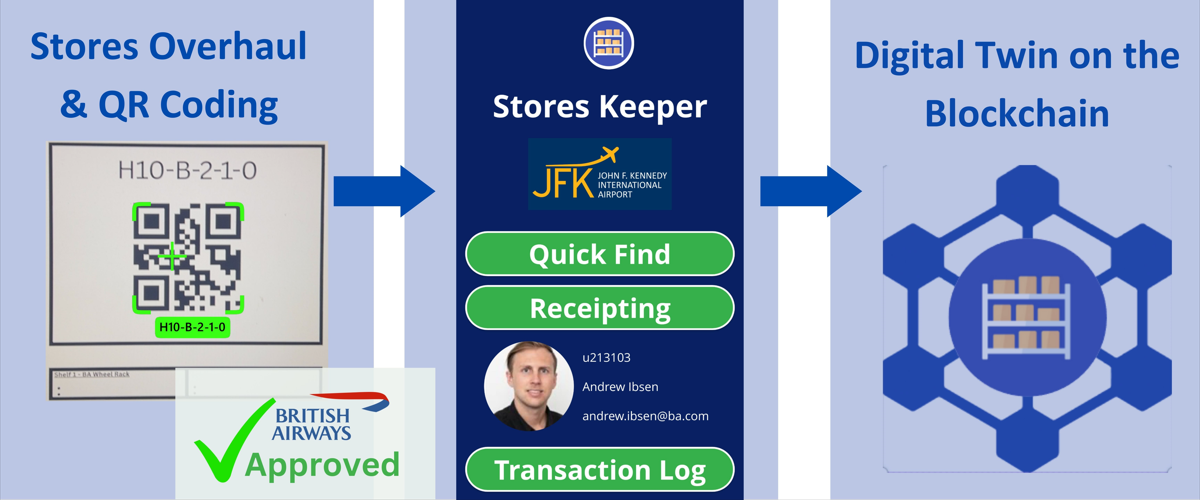 Stores Overhaul
& QR Coding
H10-B-2-1-0
H10-B-2-1-0
Shelf 1 - BA Wheel Rack
BRITISH
AIRWAYS
Approved
Stores Keeper
JFK
JOHN F. KENNEDY
INTERNATIONAL
AIRPORT
Quick Find
Receipting
u213103
Andrew Ibsen
andrew.ibsen@ba.com
Transaction Log
Digital Twin on the
Blockchain